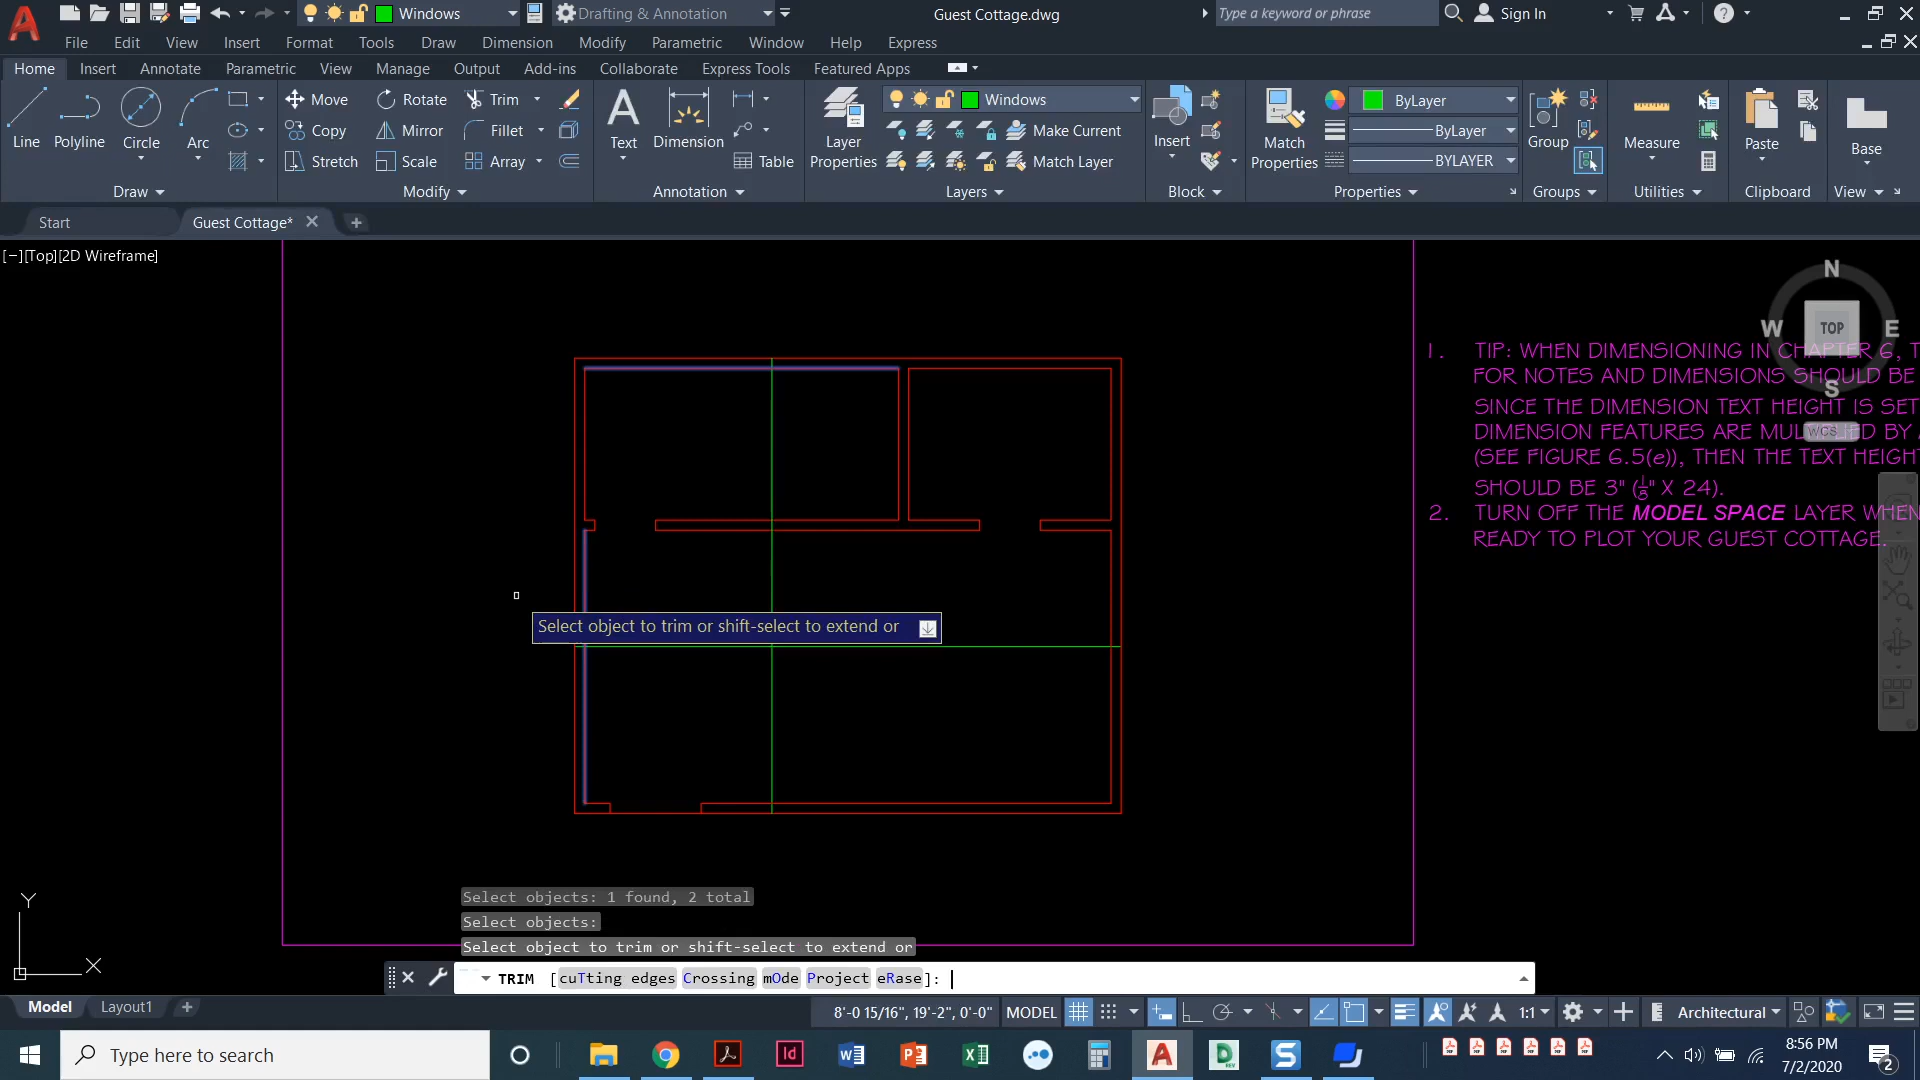 Windows
Drafting & Annotation
Guest Cottage.dwg
Type a keyword or phrase
Sign In
File Edit View Insert Format Tools Draw Dimension Modify Parametric Window Help Express
Home Insert Annotate Parametric View Manage Output Add-ins Collaborate Express Tools Featured Apps
Line
Polyline
Circle
Arc
Draw
Move
Rotate
Trim
Copy
Mirror
Fillet
Stretch
Scale
Array
Modify
Text
Dimension
Table
Annotation
Layer
Properties
Windows
Make Current
Match Layer
Layers
Insert
Block
Match
Properties
ByLayer
ByLayer
BYLAYER
Properties
Group
Groups
Measure
Utilities
Paste
Clipboard
Base
View
Start
Guest Cottage*
[−][Top][2D Wireframe]
N
W
TOP
E
S
WCS
1. TIP: WHEN DIMENSIONING IN CHAPTER 6, T
FOR NOTES AND DIMENSIONS SHOULD BE
SINCE THE DIMENSION TEXT HEIGHT IS SET
DIMENSION FEATURES ARE MULTIPLIED BY
(SEE FIGURE 6.5(e)), THEN THE TEXT HEIGHT
SHOULD BE 3" (1/8" X 24).
2. TURN OFF THE MODEL SPACE LAYER WHEN
READY TO PLOT YOUR GUEST COTTAGE.
Select object to trim or shift-select to extend or
Y
X
Select objects: 1 found, 2 total
Select objects:
Select object to trim or shift-select to extend or
TRIM [cuTting edges Crossing mOde Project eRase]:
Model
Layout1
8'-0 15/16", 19'-2", 0'-0"
MODEL
1:1
Architectural
Type here to search
8:56 PM
7/2/2020
2